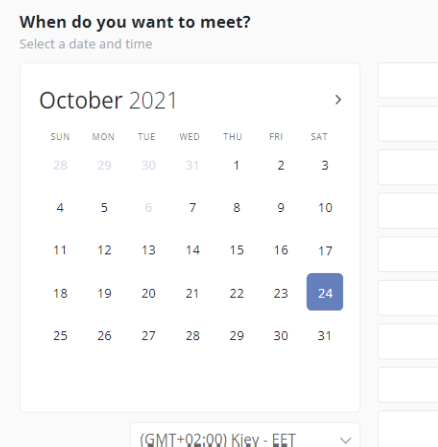 When do you want to meet?
Select a date and time
October 2021 >
SUN MON TUE WED THU FRI SAT
28 29 30 31 1 2 3
4 5 6 7 8 9 10
11 12 13 14 15 16 17
18 19 20 21 22 23 24
25 26 27 28 29 30 31
(GMT+02:00) Kiev - EET